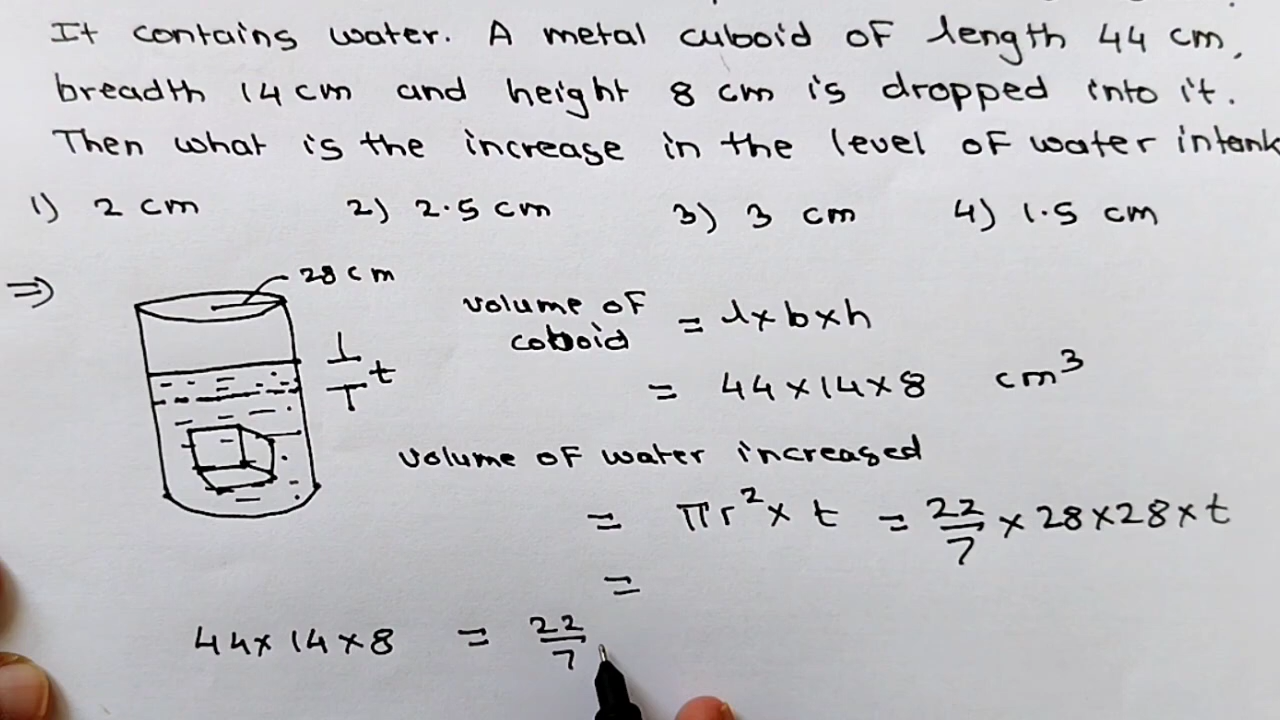 It contains water. A metal cuboid of length 44 cm,
breadth 14 cm and height 8 cm is dropped into it.
Then what is the increase in the level of water intank
1) 2 cm 2) 2.5 cm 3) 3 cm 4) 1.5 cm
⇒ 28 cm
volume of coboid = l×b×h
t
= 44×14×8 cm³
volume of water increased
= πr²× t = 22/7 × 28×28×t
=
44×14×8 = 22/7